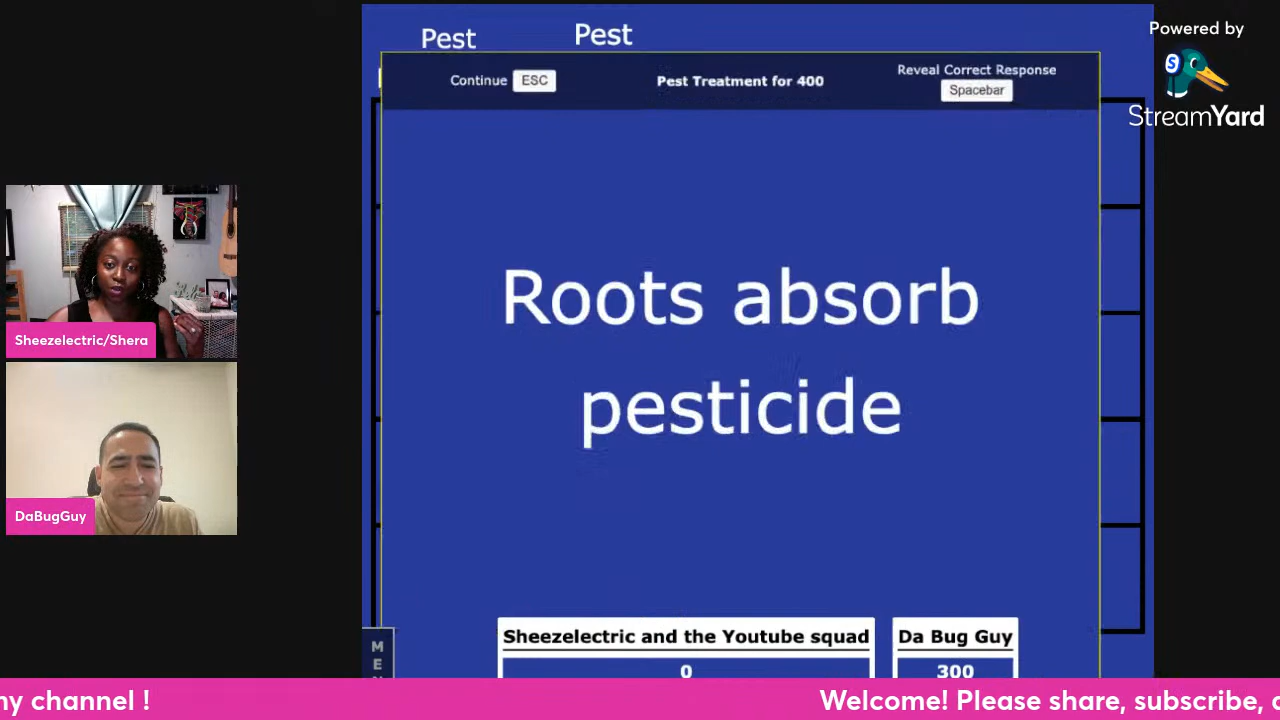 Pest
Pest
Continue ESC
Pest Treatment for 400
Reveal Correct Response
Spacebar
Powered by
S
StreamYard
Roots absorb
pesticide
Sheezelectric/Shera
DaBugGuy
Sheezelectric and the Youtube squad
0
Da Bug Guy
300
M
E
ny channel !
Welcome! Please share, subscribe,